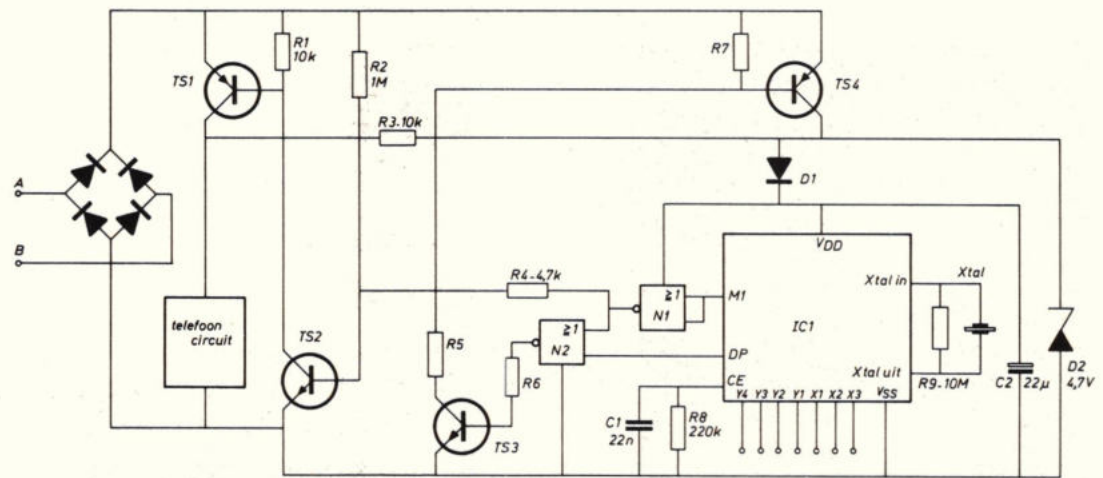 R1
10k
R2
1M
R7
TS1
TS4
R3-10k
A
B
D1
VDD
R4-4,7k
≥1
N1
M1
Xtal in
Xtal
telefoon
circuit
TS2
≥1
N2
DP
IC1
R5
R6
CE
Xtal uit
R9-10M
C2
22µ
D2
4,7V
Y4 Y3 Y2 Y1 X1 X2 X3
VSS
C1
22n
R8
220k
TS3